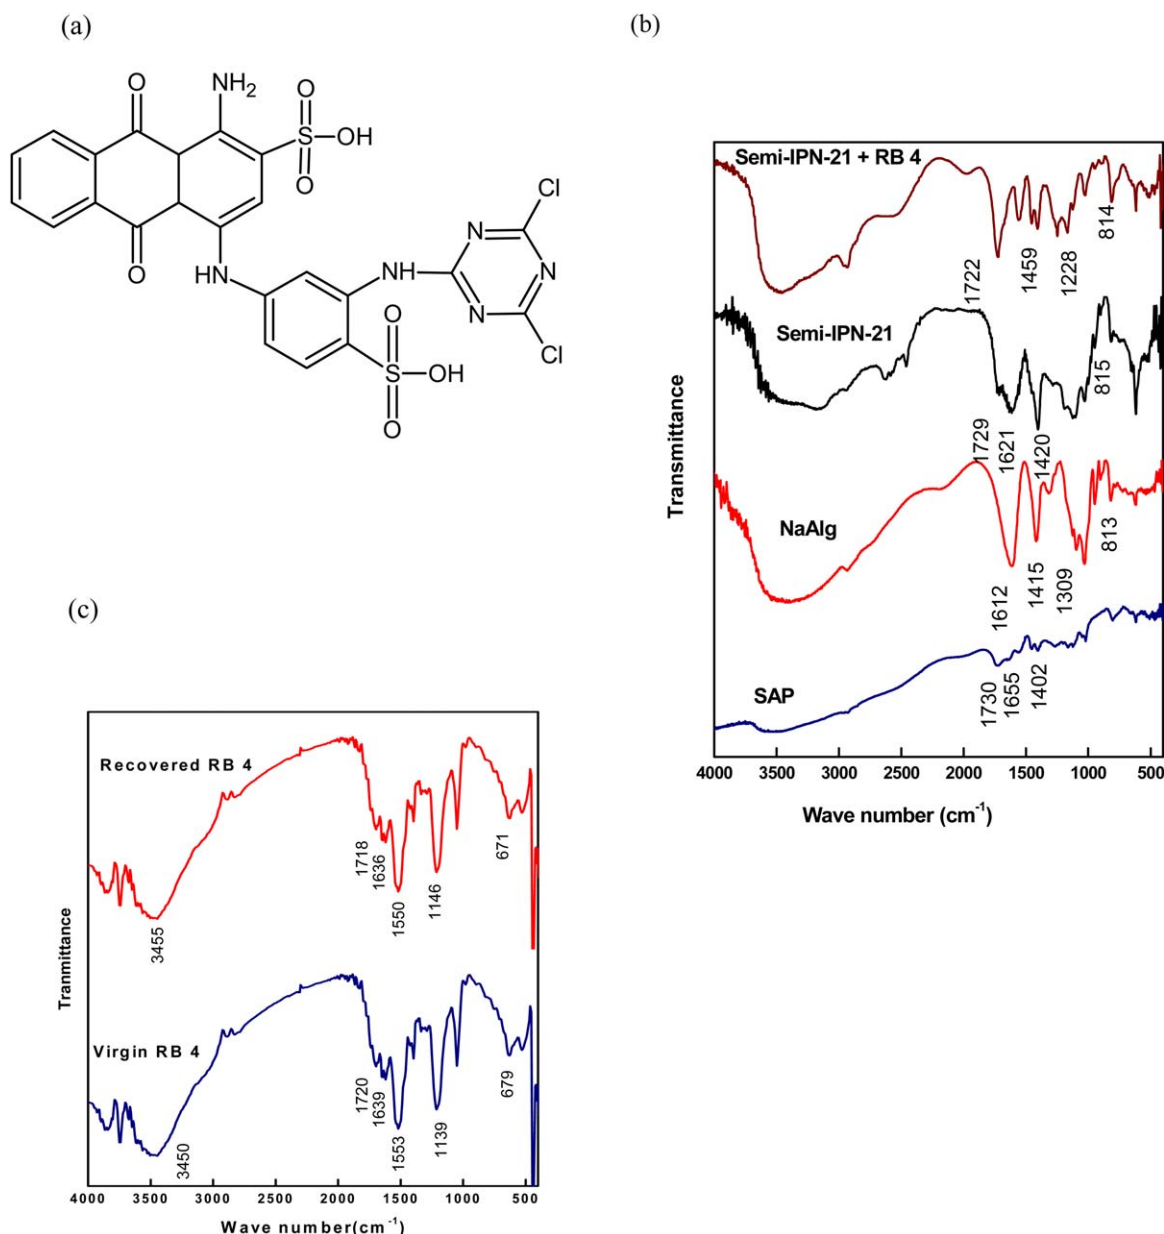 (a)
O
NH₂
O
S
OH
O
O
HN
NH
N
N
N
Cl
Cl
O
S
OH
O
(b)
Semi-IPN-21 + RB 4
1722
1459
1228
814
Semi-IPN-21
1729
1621
1420
815
NaAlg
1612
1415
1309
813
SAP
1730
1655
1402
Transmittance
4000 3500 3000 2500 2000 1500 1000 500
Wave number (cm⁻¹)
(c)
Recovered RB 4
3455
1718
1636
1550
1146
671
Virgin RB 4
3450
1720
1639
1553
1139
679
Tranmittance
4000 3500 3000 2500 2000 1500 1000 500
Wave number(cm⁻¹)